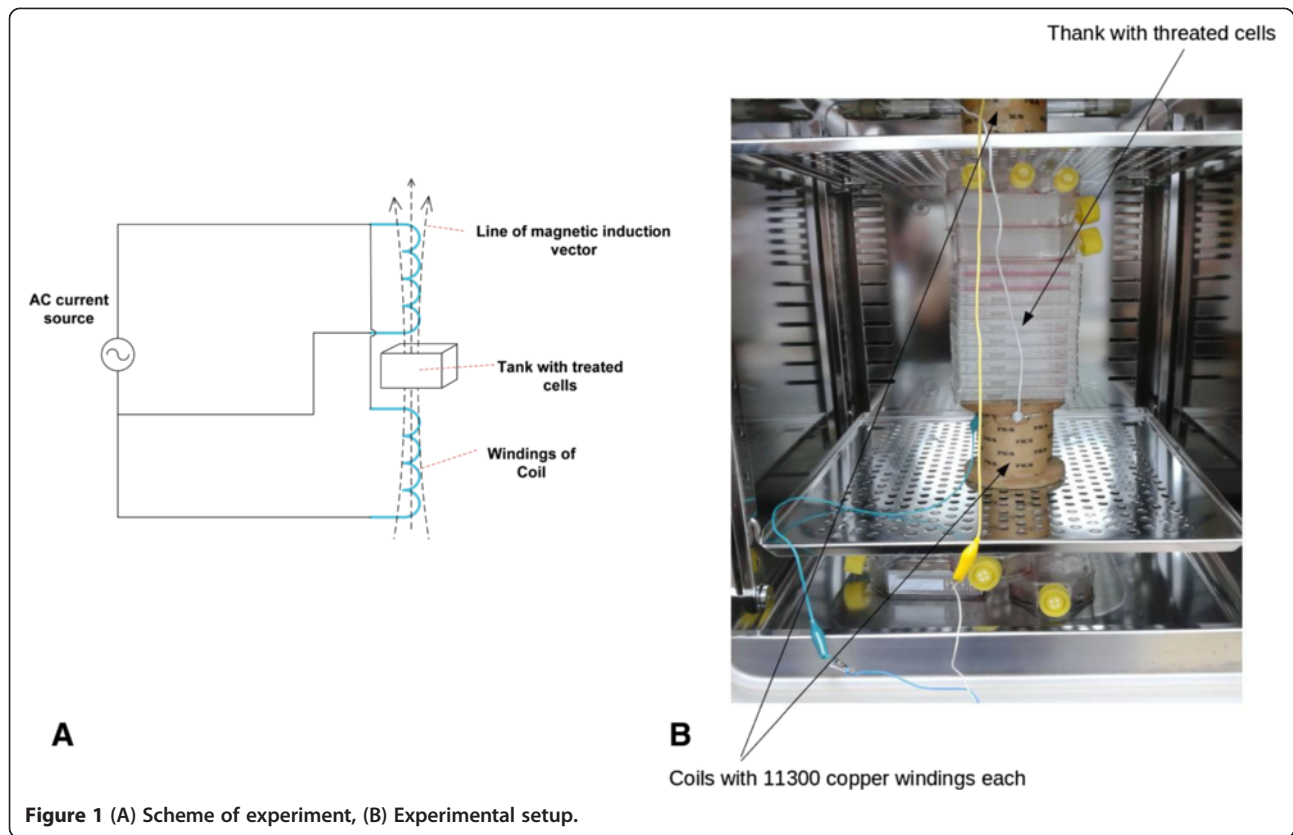 Thank with threated cells
Line of magnetic induction
vector
AC current
source
Tank with treated
cells
Windings of
Coil
A
B
Coils with 11300 copper windings each
Figure 1 (A) Scheme of experiment, (B) Experimental setup.